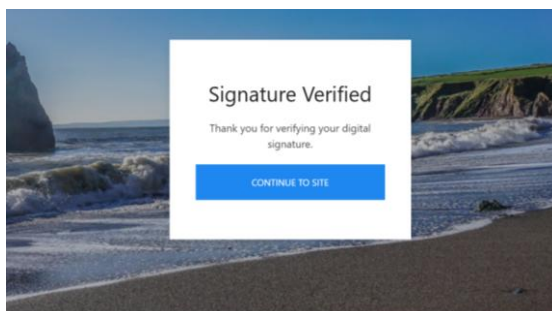 Signature Verified
Thank you for verifying your digital
signature.
CONTINUE TO SITE